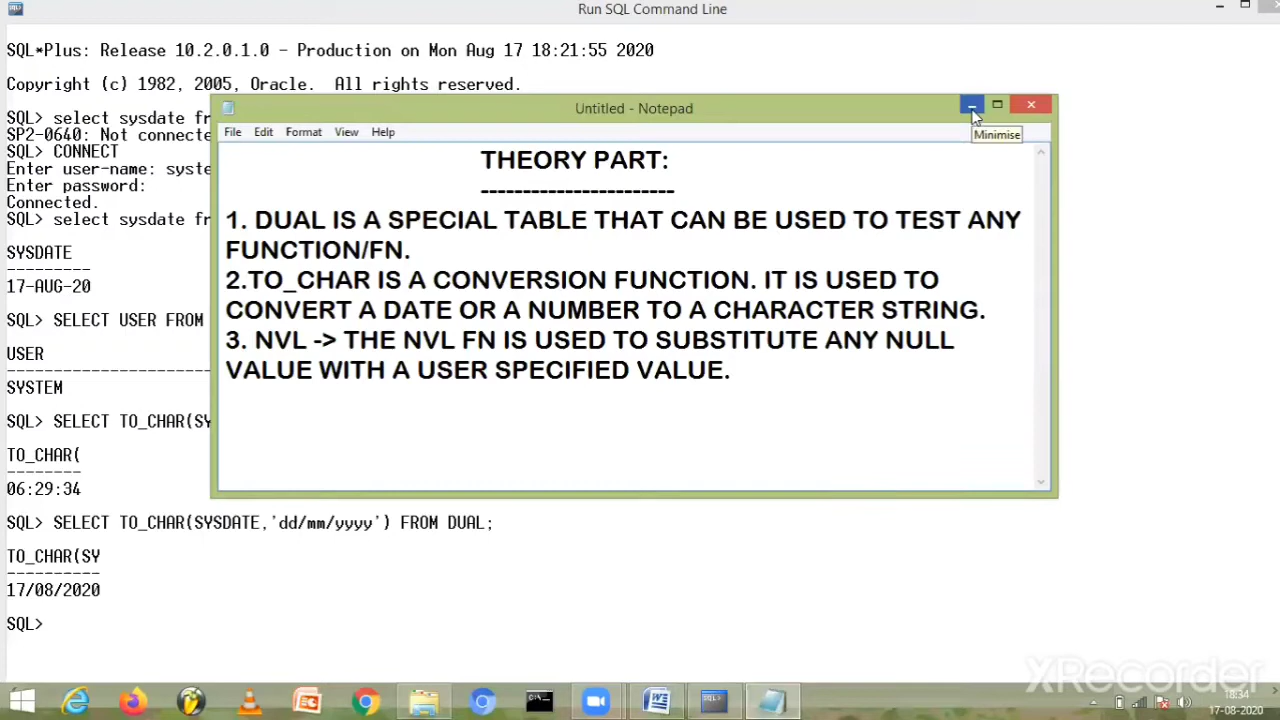 Run SQL Command Line
SQL*Plus: Release 10.2.0.1.0 - Production on Mon Aug 17 18:21:55 2020
Copyright (c) 1982, 2005, Oracle.  All rights reserved.
SQL> select sysdate fr
SP2-0640: Not connecte
SQL> CONNECT
Enter user-name: syste
Enter password:
Connected.
SQL> select sysdate fr
SYSDATE
---------
17-AUG-20
SQL> SELECT USER FROM
USER
------------------------------
SYSTEM
SQL> SELECT TO_CHAR(SY
TO_CHAR(
--------
06:29:34
SQL> SELECT TO_CHAR(SYSDATE,'dd/mm/yyyy') FROM DUAL;
TO_CHAR(SY
----------
17/08/2020
SQL>
Untitled - Notepad
File Edit Format View Help
Minimise
THEORY PART:
-----------------------
1. DUAL IS A SPECIAL TABLE THAT CAN BE USED TO TEST ANY
FUNCTION/FN.
2.TO_CHAR IS A CONVERSION FUNCTION. IT IS USED TO
CONVERT A DATE OR A NUMBER TO A CHARACTER STRING.
3. NVL -> THE NVL FN IS USED TO SUBSTITUTE ANY NULL
VALUE WITH A USER SPECIFIED VALUE.
XRecorder
18:34
17-08-2020